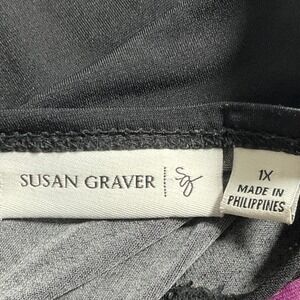 SUSAN GRAVER
sg
1X
MADE IN
PHILIPPINES